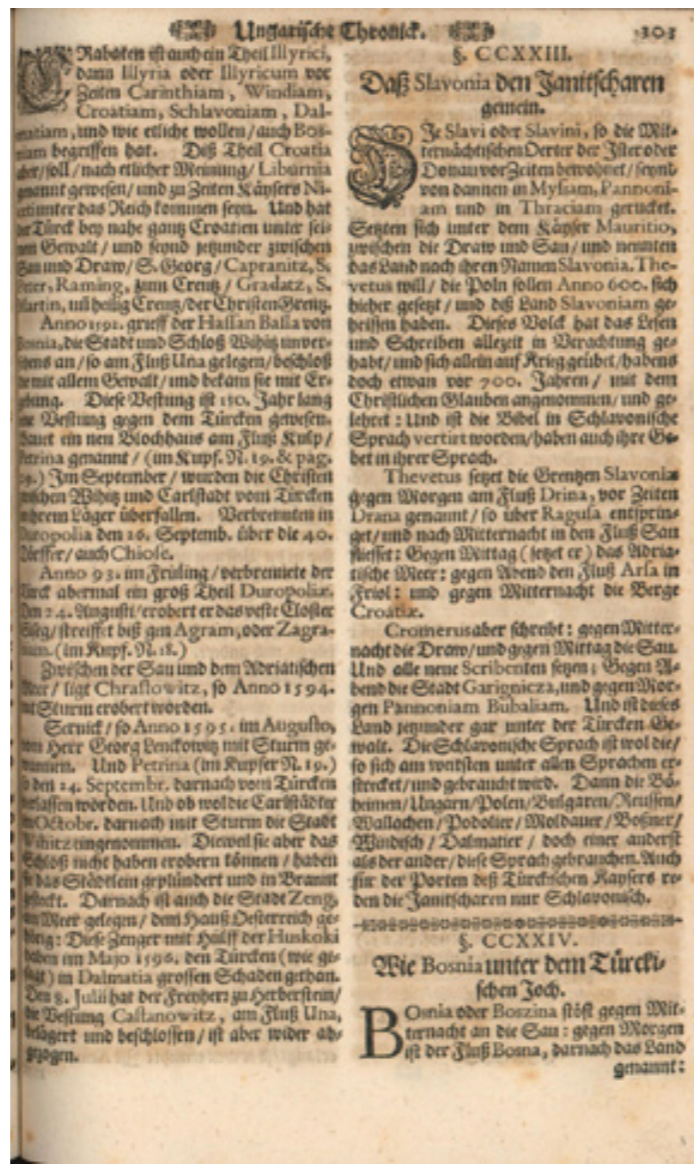 Ungarische Chronick. 303
CRabaten ist auch ein Theil Illyrici,
dann Illyria oder Illyricum vor
Zeiten Carinthiam, Windiam,
Croatiam, Schlavoniam, Dal-
matiam, und wie etliche wollen/ auch Bos-
niam begriffen hat. Diß Theil Croatia
aber/ soll/ nach etlicher Meinung/ Liburnia
genannt gewesen/ und zu Zeiten Käysers Ni-
unter das Reich kommen seyn. Und hat
der Türck bey nahe gantz Croatien unter sei-
nem Gewalt/ und seynd jetzunder zwischen
Sau und Draw/ S. Georg/ Capranitz, S.
Peter, Raming, zum Creutz/ Gradatz, S.
Martin, uñ heilig Creutz/ der Christen Grentz.
Anno 1592. grieff der Hassan Bassa von
Bosnia, die Stadt und Schloß Wihitz unver-
sehens an/ so am Fluß Una gelegen/ beschloß
sie mit allem Gewalt/ und bekam sie mit Er-
gebung. Diese Vestung ist 150. Jahr lang
eine Vestung gegen dem Türcken gewesen.
Bauet ein neu Blochhaus am Fluß Kulp/
Petrina genannt/ (im Kupf. N. 19. & pag.
Im September/ wurden die Christen
zwischen Wihitz und Carlstadt vom Türcken
in ihrem Läger überfallen. Verbrennten in
Duropolia den 26. Septemb. über die 40.
Dörffer/ auch Chiose.
Anno 93. im Früling/ verbrennete der
Türck abermal ein groß Theil Duropoliæ.
Den 24. Augusti/ erobert er das veste Closter
streiffet biß gen Agram, oder Zagra-
biam. (im Kupf. N. 18.)
Zwischen der Sau und dem Adriatischen
Meer/ ligt Chrastowitz, so Anno 1594.
mit Sturm erobert worden.
Sernick/ so Anno 1595. im Augusto,
von Herr Georg Lenckowitz mit Sturm ge-
wunnen. Und Petrina (im Kupfer N. 19.)
so den 24. Septembr. darnach vom Türcken
verlassen worden. Und ob wol die Carlstädter
im Octobr. darnach mit Sturm die Stadt
Wihitz eingenommen. Dieweil sie aber das
Schloß nicht haben erobern können/ haben
sie das Städtlein geplündert und in Brannt
gesteckt. Darnach ist auch die Stadt Zeng,
am Meer gelegen/ dem Hauß Oesterreich ge-
hörig: Diese Zenger mit Hülff der Huskoki
haben im Majo 1596. den Türcken (wie ge-
sagt) in Dalmatia grossen Schaden gethan.
Den 8. Julii hat der Freyherr zu Herberstein/
die Vestung Castanowitz, am Fluß Una,
belägert und beschlossen/ ist aber wider ab-
gezogen.
§. CCXXIII.
Daß Slavonia den Janitscharen
gemein.
DIe Slavi oder Slavini, so die Mit-
ternächtischen Oerter der Ister oder
Donau vor Zeiten bewohnet/ seynd
von dannen in Mysiam, Pannoni-
am und in Thraciam gerucket.
Setzten sich unter dem Käyser Mauritio,
zwischen die Draw und Sau/ und nennten
das Land nach ihren Namen Slavonia. The-
vetus will/ die Poln sollen Anno 600. sich
hieher gesetzt/ und diß Land Slavoniam ge-
heissen haben. Dieses Volck hat das Lesen
und Schreiben allezeit in Verachtung ge-
habt/ und sich allein auf Krieg geübet/ habens
doch etwan vor 700. Jahren/ mit dem
Christlichen Glauben angenommen/ und ge-
lehret: Und ist die Bibel in Schlavonische
Sprach vertirt worden/ haben auch ihre Ge-
bet in ihrer Sprach.
Thevetus setzet die Grentzen Slavoniæ
gegen Morgen am Fluß Drina, vor Zeiten
Drana genannt/ so über Ragusa entsprin-
get/ und nach Mitternacht in den Fluß Sau
fliesset: Gegen Mittag (setzet er) das Adria-
tische Meer: gegen Abend den Fluß Arsa in
Friol: und gegen Mitternacht die Berge
Croatiæ.
Cromerus aber schreibt: gegen Mitter-
nacht die Draw/ und gegen Mittag die Sau.
Und alle neue Scribenten setzen; Gegen A-
bend die Stadt Garignicza, und gegen Mor-
gen Pannoniam Bubaliam. Und ist dieses
Land jetzunder gar unter der Türcken Ge-
walt. Die Schlavonische Sprach ist wol die/
so sich am weitsten unter allen Sprachen er-
strecket/ und gebraucht wird. Dann die Bö-
heimen/ Ungarn/ Polen/ Bulgaren/ Reussen/
Wallachen/ Podolier/ Moldauer/ Boßner/
Windisch/ Dalmatier/ doch einer anderst
als der ander/ diese Sprach gebrauchen. Auch
für der Porten deß Türckischen Kaysers re-
den die Janitscharen nur Schlavonisch.
§. CCXXIV.
Wie Bosnia unter dem Türcki-
schen Joch.
BOsnia oder Boszina stöst gegen Mit-
ternacht an die Sau: gegen Morgen
ist der Fluß Bosna, darnach das Land
genannt: